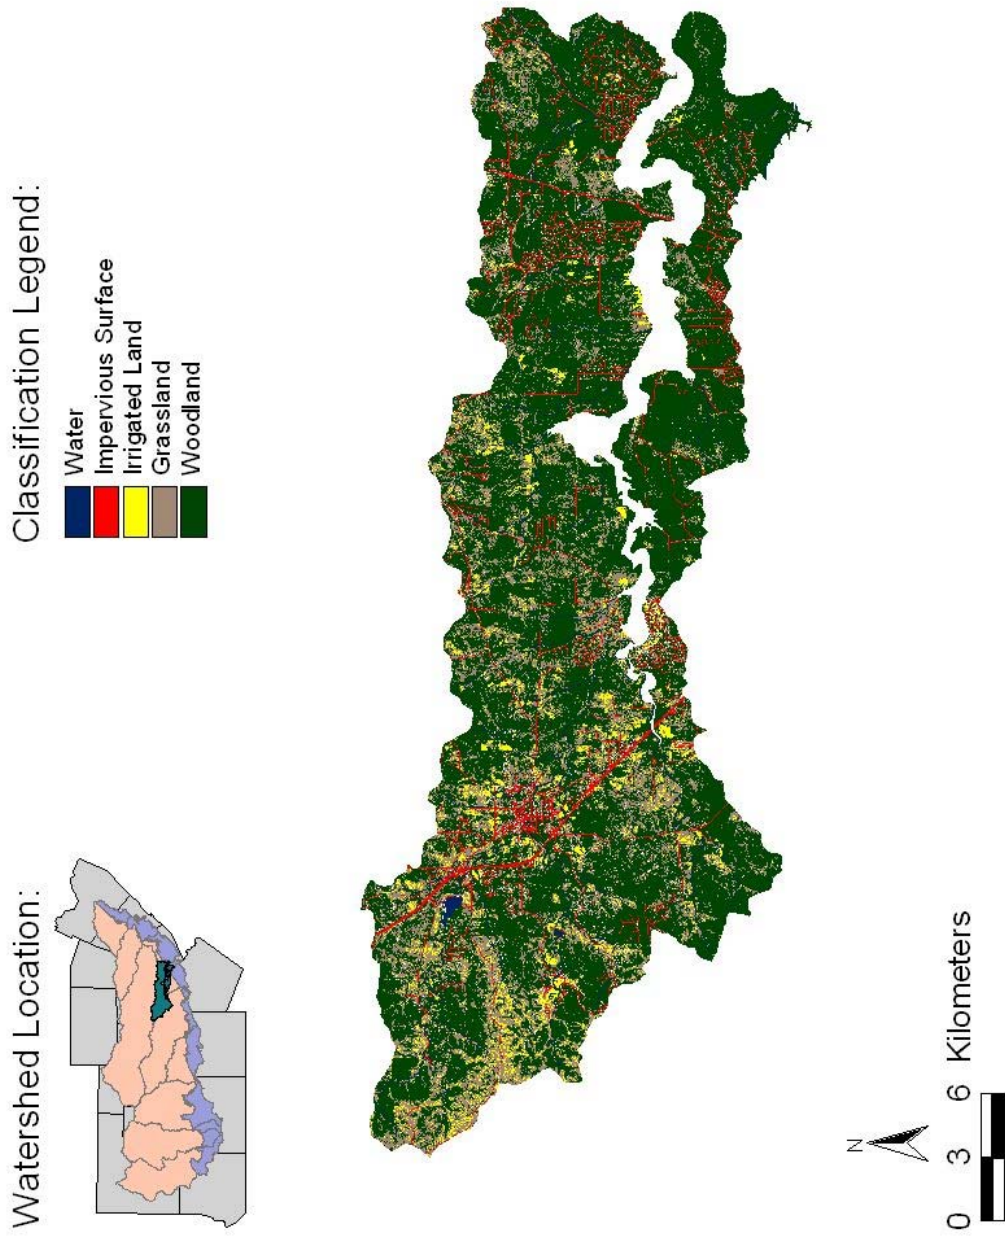 Watershed Location:
Classification Legend:
Water
Impervious Surface
Irrigated Land
Grassland
Woodland
N
0 3 6 Kilometers